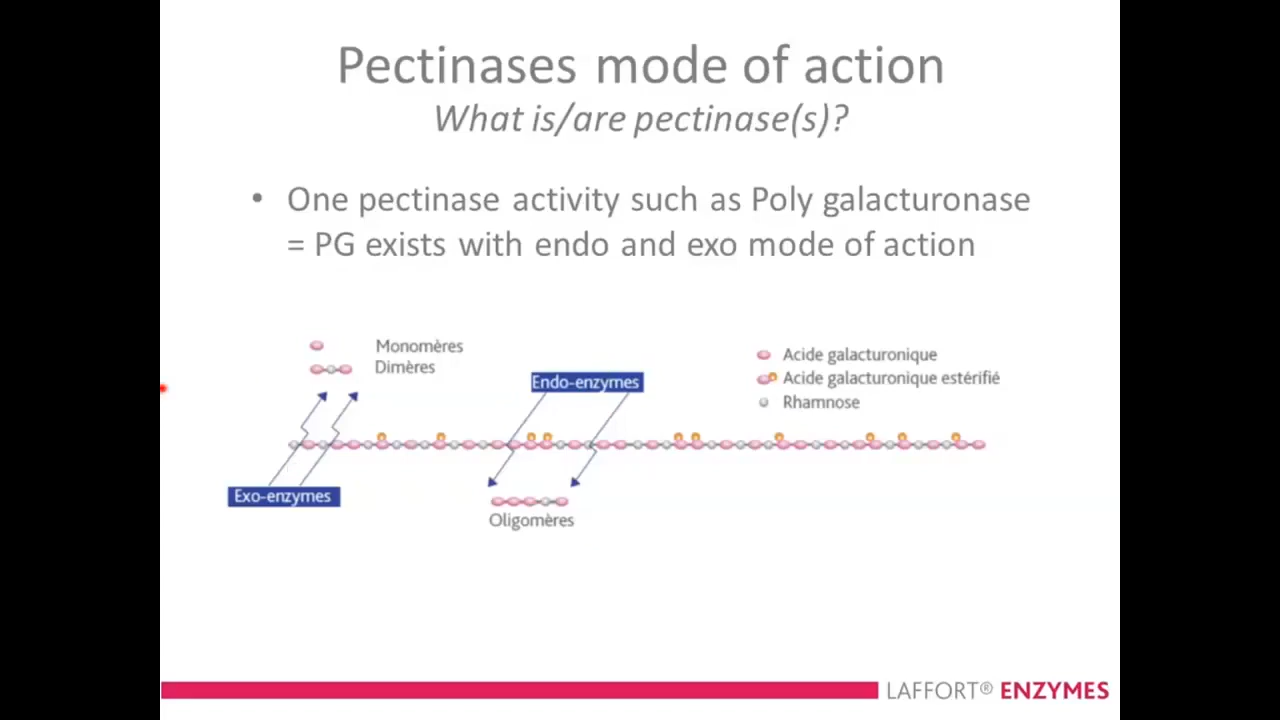 Pectinases mode of action
What is/are pectinase(s)?
• One pectinase activity such as Poly galacturonase
= PG exists with endo and exo mode of action
Monomères
Dimères
Endo-enzymes
Acide galacturonique
Acide galacturonique estérifié
Rhamnose
Exo-enzymes
Oligomères
LAFFORT® ENZYMES